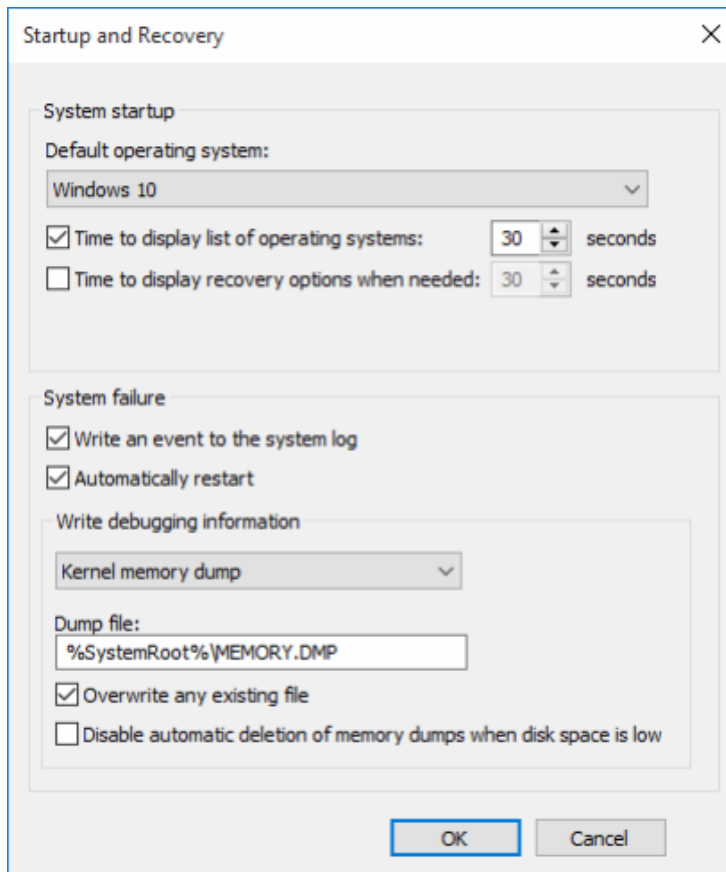 Startup and Recovery
System startup
Default operating system:
Windows 10
Time to display list of operating systems: 30 seconds
Time to display recovery options when needed: 30 seconds
System failure
Write an event to the system log
Automatically restart
Write debugging information
Kernel memory dump
Dump file:
%SystemRoot%\MEMORY.DMP
Overwrite any existing file
Disable automatic deletion of memory dumps when disk space is low
OK Cancel